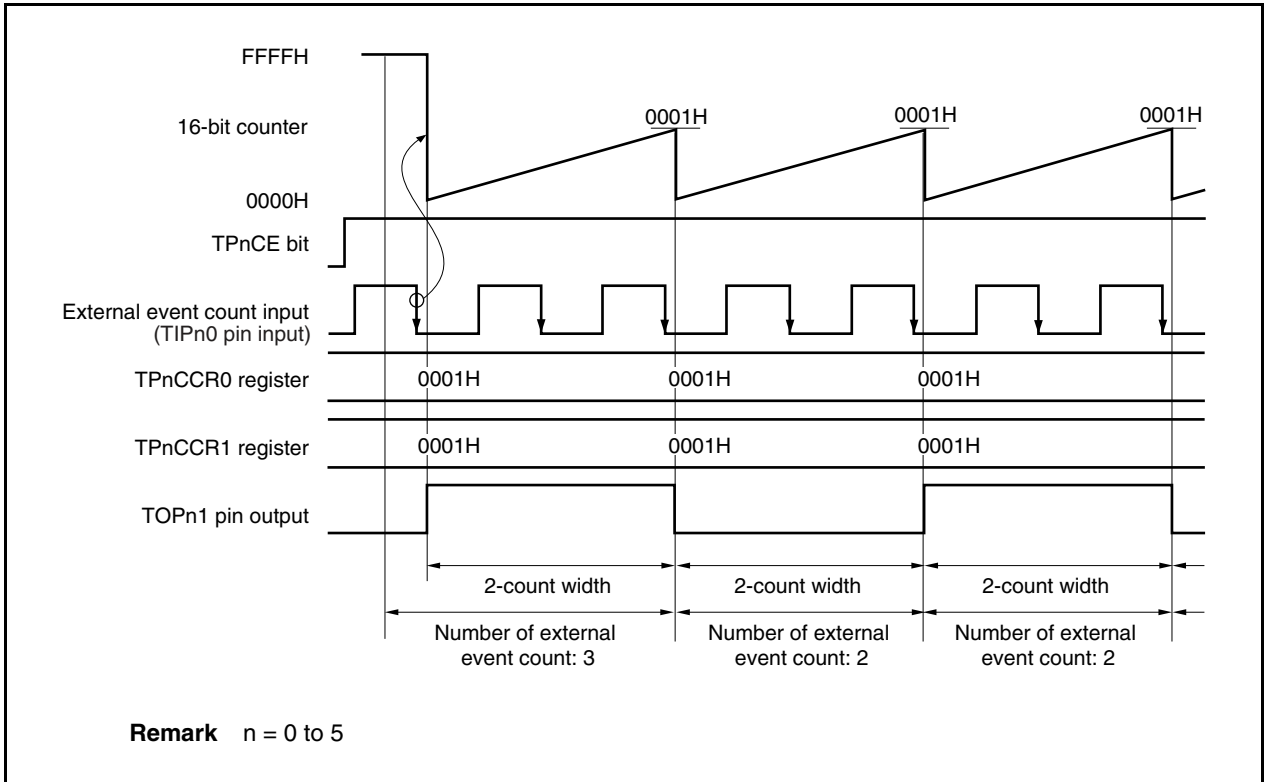 FFFFH
16-bit counter
0001H 0001H 0001H
0000H
TPnCE bit
External event count input
(TIPn0 pin input)
TPnCCR0 register
0001H 0001H 0001H
TPnCCR1 register
0001H 0001H 0001H
TOPn1 pin output
2-count width 2-count width 2-count width
Number of external Number of external Number of external
event count: 3 event count: 2 event count: 2
Remark n = 0 to 5